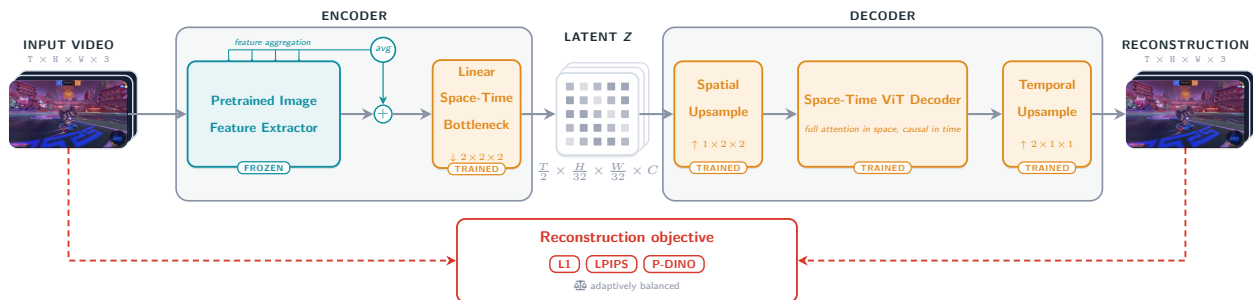 ENCODER
DECODER
INPUT VIDEO
T × H × W × 3
feature aggregation
avg
Pretrained Image
Feature Extractor
FROZEN
+
Linear
Space-Time
Bottleneck
↓ 2×2×2
TRAINED
LATENT Z
T/2 × H/32 × W/32 × C
Spatial
Upsample
↑ 1×2×2
TRAINED
Space-Time ViT Decoder
full attention in space, causal in time
TRAINED
Temporal
Upsample
↑ 2×1×1
TRAINED
RECONSTRUCTION
T × H × W × 3
Reconstruction objective
L1 LPIPS P-DINO
adaptively balanced